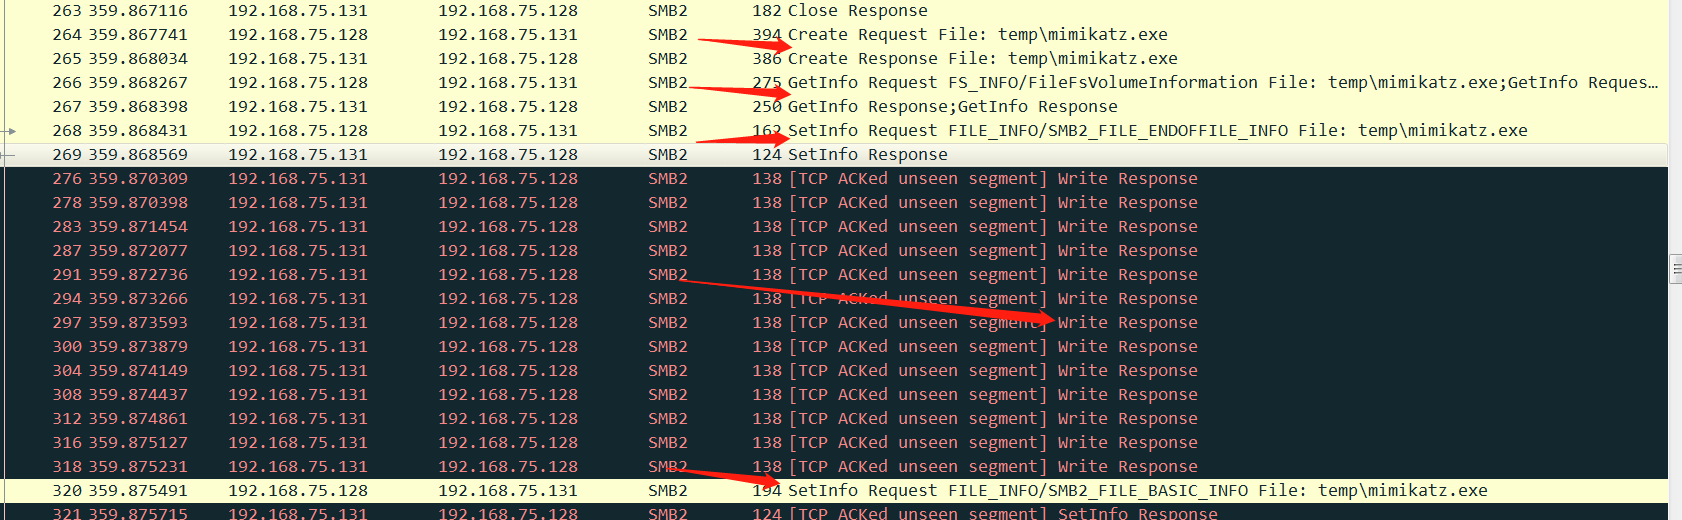 263 359.867116 192.168.75.131 192.168.75.128 SMB2 182 Close Response
264 359.867741 192.168.75.128 192.168.75.131 SMB2 394 Create Request File: temp\mimikatz.exe
265 359.868034 192.168.75.131 192.168.75.128 SMB2 386 Create Response File: temp\mimikatz.exe
266 359.868267 192.168.75.128 192.168.75.131 SMB2 275 GetInfo Request FS_INFO/FileFsVolumeInformation File: temp\mimikatz.exe;GetInfo Reques…
267 359.868398 192.168.75.131 192.168.75.128 SMB2 250 GetInfo Response;GetInfo Response
268 359.868431 192.168.75.128 192.168.75.131 SMB2 162 SetInfo Request FILE_INFO/SMB2_FILE_ENDOFFILE_INFO File: temp\mimikatz.exe
269 359.868569 192.168.75.131 192.168.75.128 SMB2 124 SetInfo Response
276 359.870309 192.168.75.131 192.168.75.128 SMB2 138 [TCP ACKed unseen segment] Write Response
278 359.870398 192.168.75.131 192.168.75.128 SMB2 138 [TCP ACKed unseen segment] Write Response
283 359.871454 192.168.75.131 192.168.75.128 SMB2 138 [TCP ACKed unseen segment] Write Response
287 359.872077 192.168.75.131 192.168.75.128 SMB2 138 [TCP ACKed unseen segment] Write Response
291 359.872736 192.168.75.131 192.168.75.128 SMB2 138 [TCP ACKed unseen segment] Write Response
294 359.873266 192.168.75.131 192.168.75.128 SMB2 138 [TCP ACKed unseen segment] Write Response
297 359.873593 192.168.75.131 192.168.75.128 SMB2 138 [TCP ACKed unseen segment] Write Response
300 359.873879 192.168.75.131 192.168.75.128 SMB2 138 [TCP ACKed unseen segment] Write Response
304 359.874149 192.168.75.131 192.168.75.128 SMB2 138 [TCP ACKed unseen segment] Write Response
308 359.874437 192.168.75.131 192.168.75.128 SMB2 138 [TCP ACKed unseen segment] Write Response
312 359.874861 192.168.75.131 192.168.75.128 SMB2 138 [TCP ACKed unseen segment] Write Response
316 359.875127 192.168.75.131 192.168.75.128 SMB2 138 [TCP ACKed unseen segment] Write Response
318 359.875231 192.168.75.131 192.168.75.128 SMB2 138 [TCP ACKed unseen segment] Write Response
320 359.875491 192.168.75.128 192.168.75.131 SMB2 194 SetInfo Request FILE_INFO/SMB2_FILE_BASIC_INFO File: temp\mimikatz.exe
321 359.875715 192.168.75.131 192.168.75.128 SMB2 124 SetInfo Response